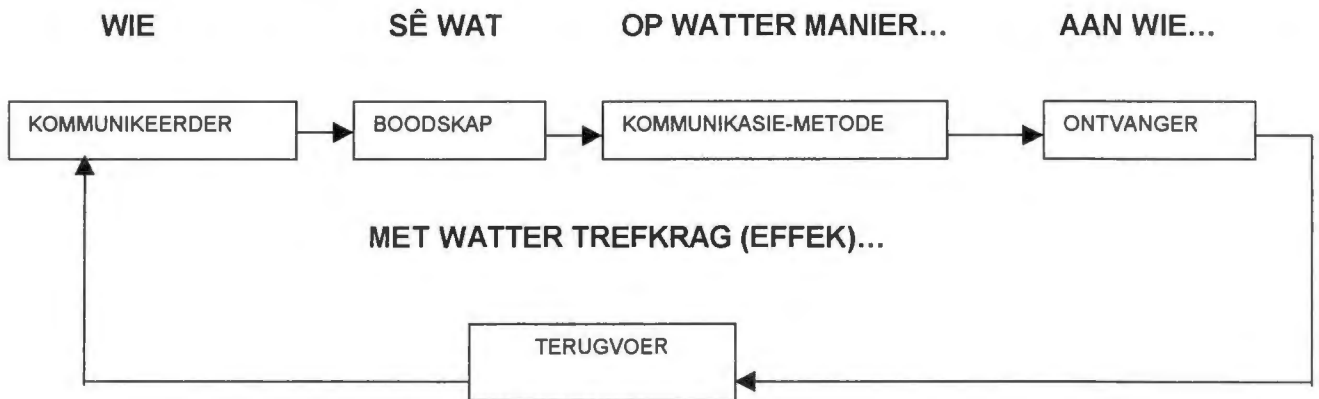 WIE SÊ WAT OP WATTER MANIER... AAN WIE...
KOMMUNIKEERDER BOODSKAP KOMMUNIKASIE-METODE ONTVANGER
MET WATTER TREFKRAG (EFFEK)...
TERUGVOER